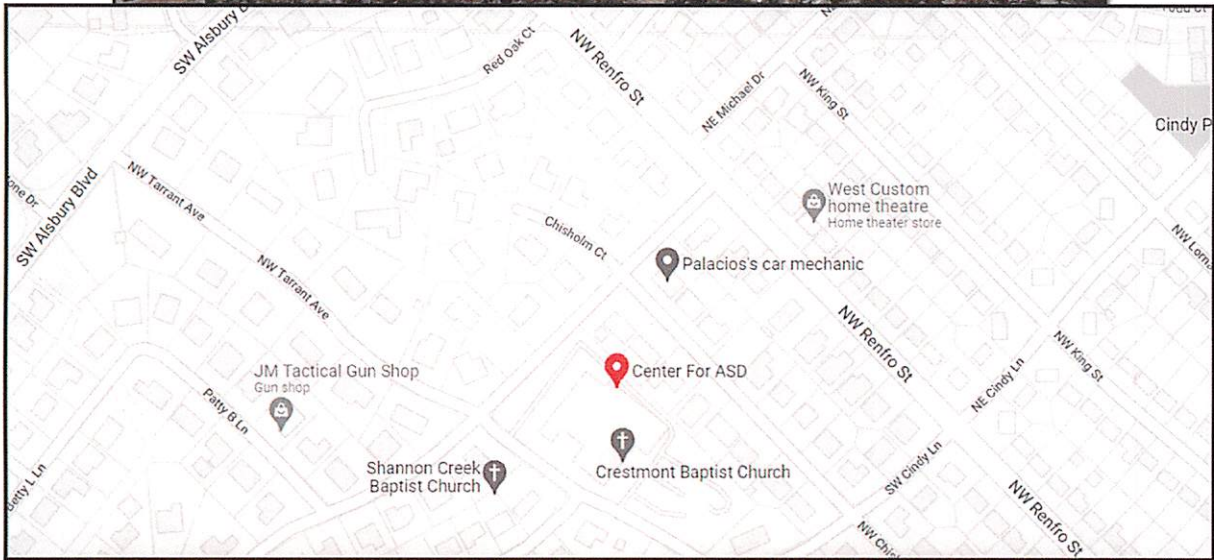 SW Alsbury
Red Oak Ct
NW Renfro St
NE Michael Dr
NW King St
Cindy P
SW Alsbury Blvd
NW Tarrant Ave
West Custom
home theatre
Home theater store
Chisholm Ct
Palacios's car mechanic
NW Tarrant Ave
NW Renfro St
NW King St
NE Cindy Ln
JM Tactical Gun Shop
Gun shop
Center For ASD
Patty B Ln
Betty L Ln
Shannon Creek
Baptist Church
Crestmont Baptist Church
SW Cindy Ln
NW Renfro St